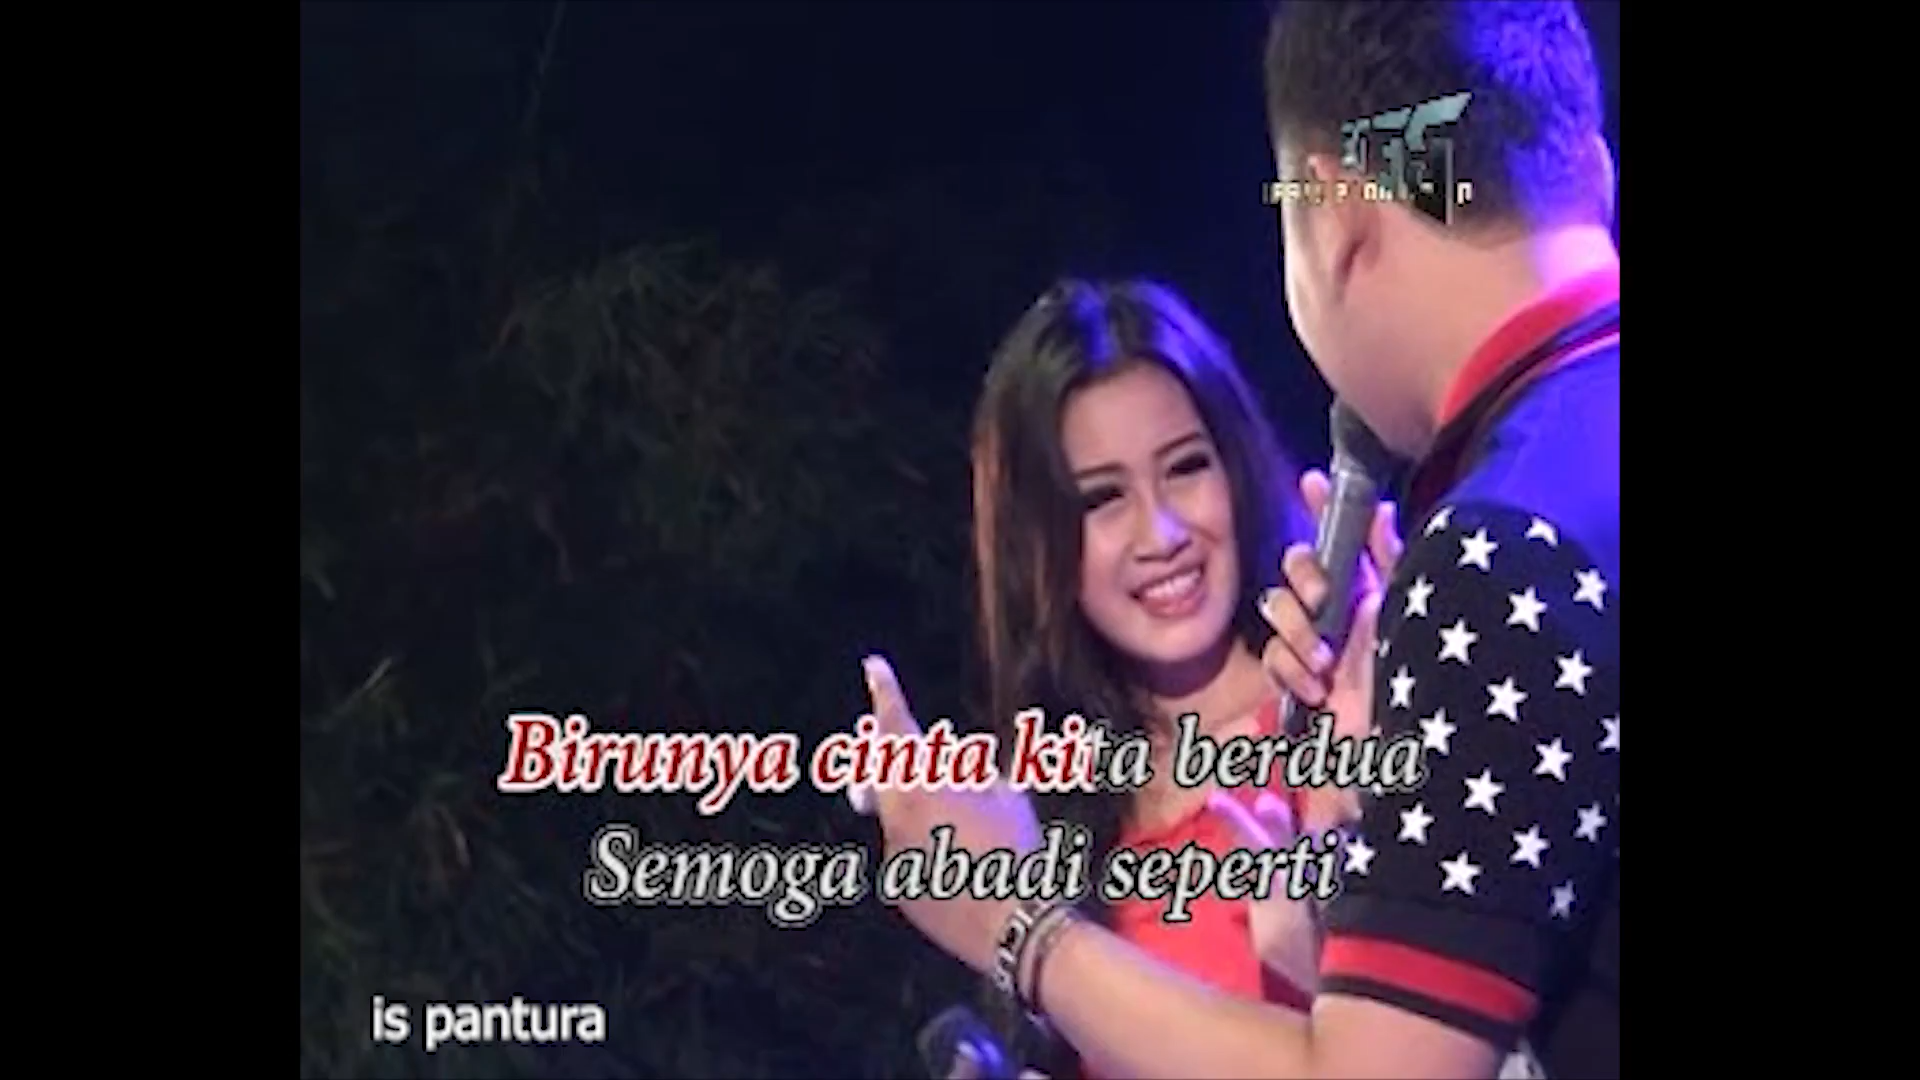 Birunya cinta kita berdua
Semoga abadi seperti
is pantura